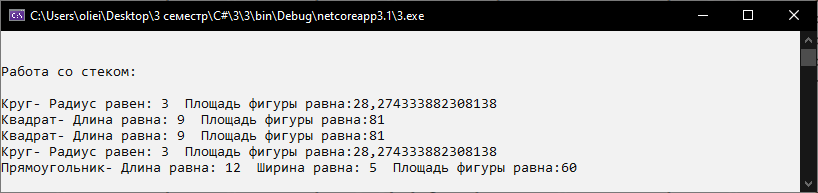 C:\Users\oliei\Desktop\3 семестр\C#\3\3\bin\Debug\netcoreapp3.1\3.exe
Работа со стеком:
Круг- Радиус равен: 3  Площадь фигуры равна:28,274333882308138
Квадрат- Длина равна: 9  Площадь фигуры равна:81
Квадрат- Длина равна: 9  Площадь фигуры равна:81
Круг- Радиус равен: 3  Площадь фигуры равна:28,274333882308138
Прямоугольник- Длина равна: 12  Ширина равна: 5  Площадь фигуры равна:60